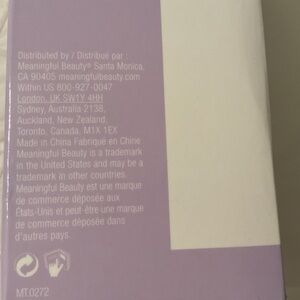 Distributed by / Distribué par :
Meaningful Beauty® Santa Monica,
CA 90405 meaningfulbeauty.com
Within US 800-927-0047
London, UK SW1Y 4HH
Sydney, Australia 2138,
Auckland, New Zealand,
Toronto, Canada, M1X 1EX
Made in China Fabriqué en Chine
Meaningful Beauty is a trademark
in the United States and may be a
trademark in other countries.
Meaningful Beauty est une marque
de commerce déposée aux
États-Unis et peut-être une marque
de commerce déposée dans
d'autres pays.
MT.0272